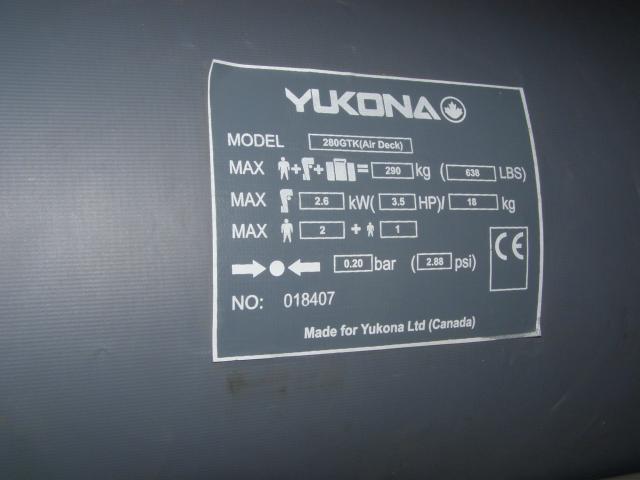 YUKONA
MODEL 280GTK(Air Deck)
MAX + + = 290 kg (638 LBS)
MAX 2.6 kW(3.5 HP)/ 18 kg
MAX 2 + 1
0.20 bar (2.88 psi)
CE
NO: 018407
Made for Yukona Ltd (Canada)